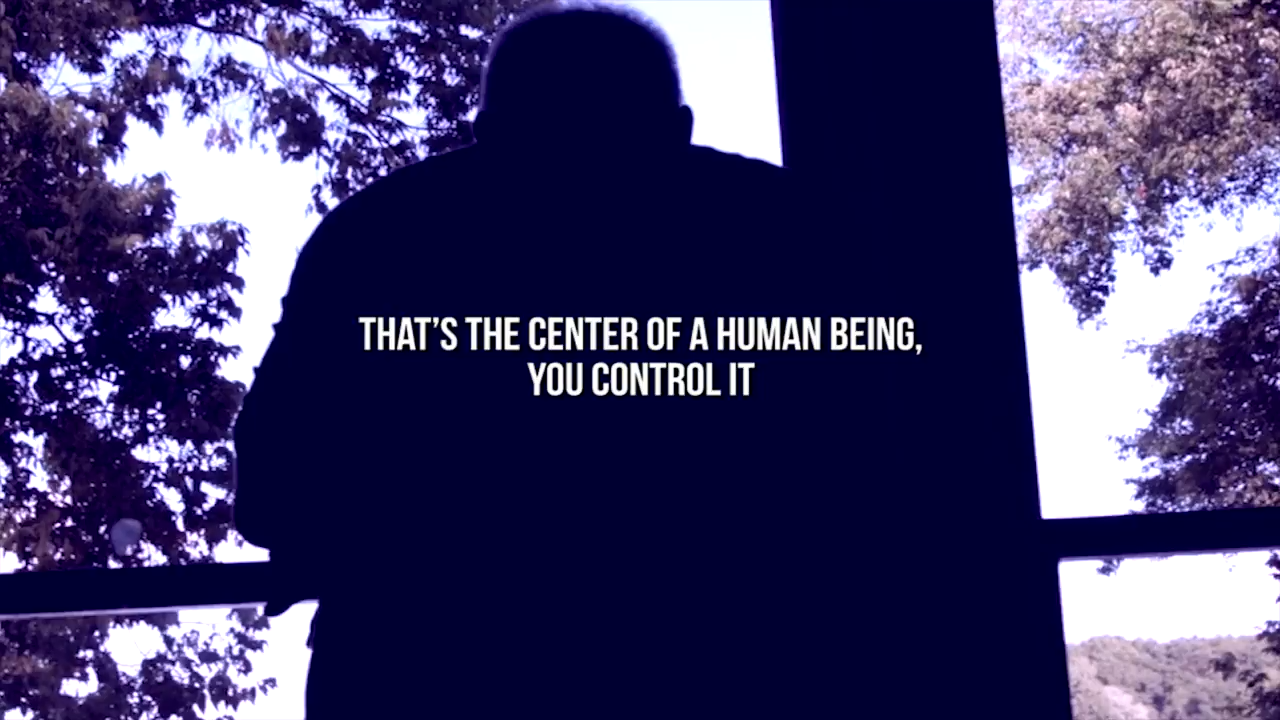 THAT’S THE CENTER OF A HUMAN BEING,
YOU CONTROL IT